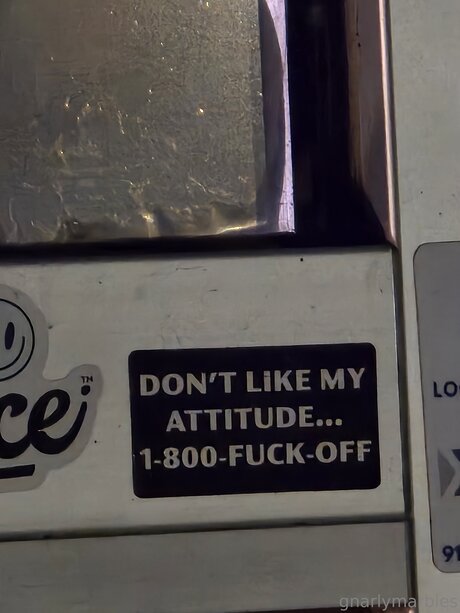 ce
TM
DON'T LIKE MY
ATTITUDE...
1-800-FUCK-OFF
LO
91
gnarlymarbles